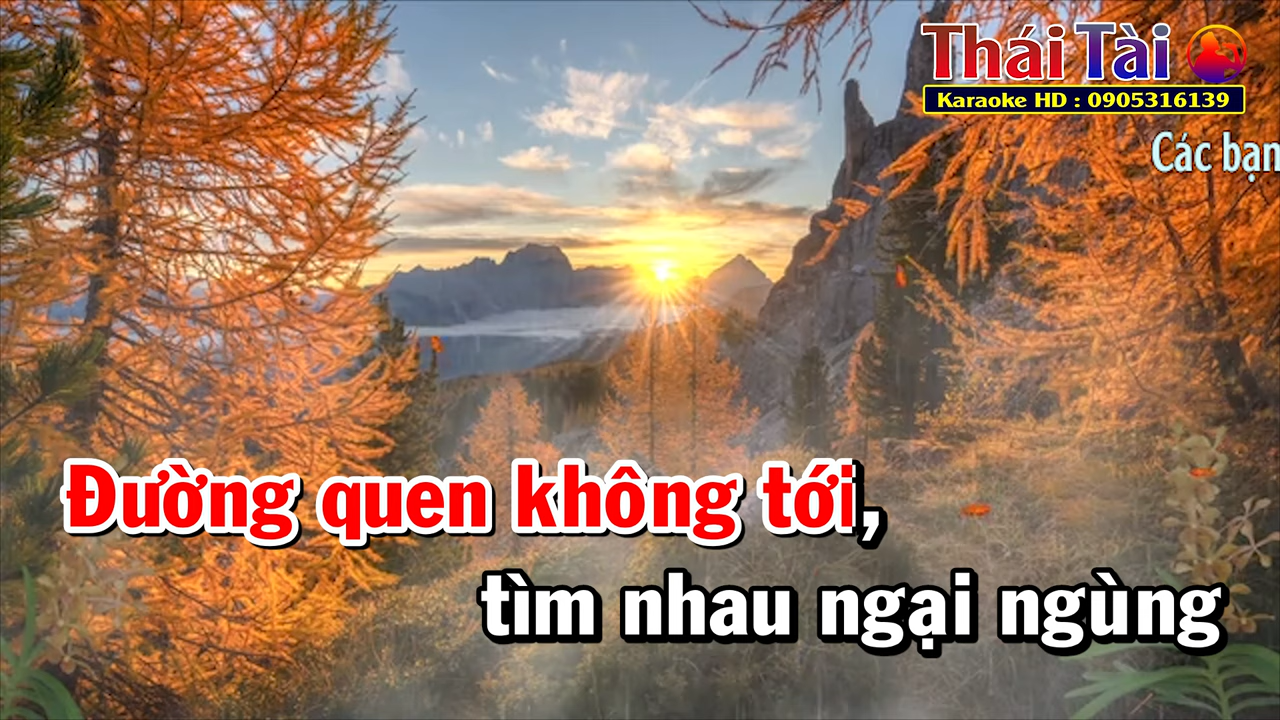 Thái Tài
Karaoke HD : 0905316139
Các bạn
Đường quen không tới,
tìm nhau ngại ngùng